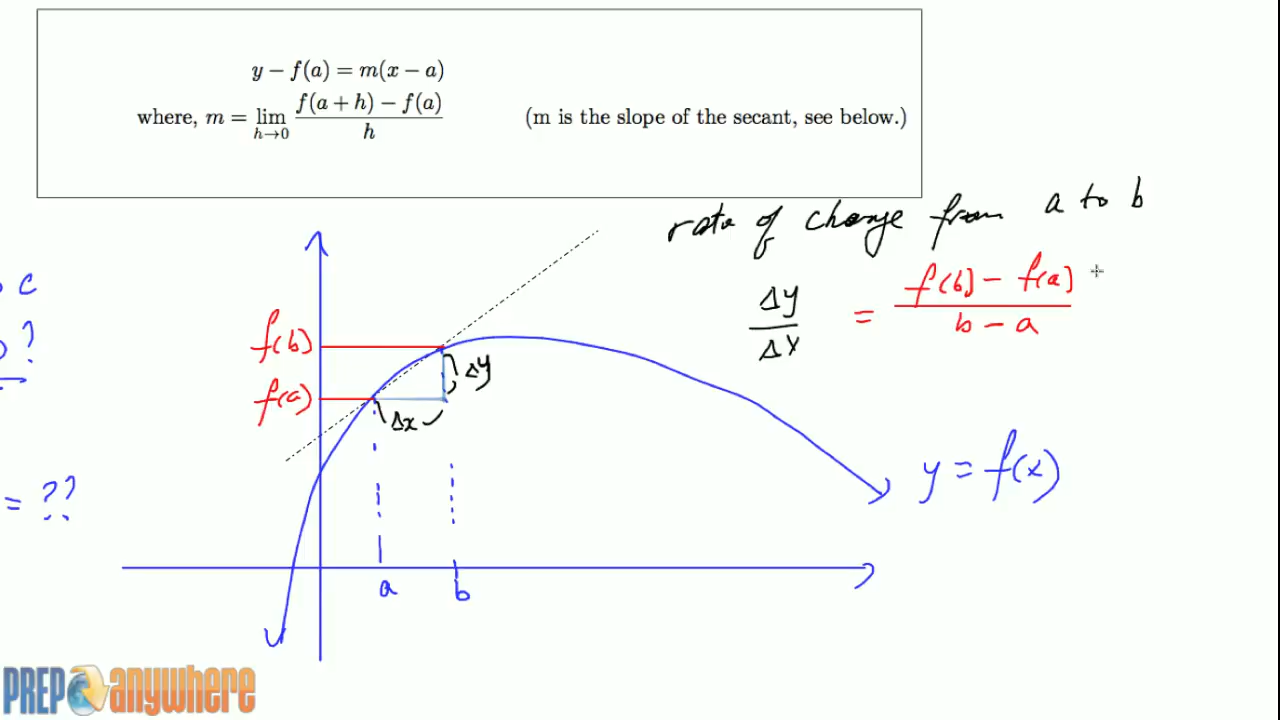 y − f(a) = m(x − a)
where, m = lim h→0 f(a + h) − f(a) / h (m is the slope of the secant, see below.)
rate of change from a to b
Δy / Δx = f(b) − f(a) / b − a
c
?
= ??
f(b)
f(a)
Δy
Δx
y = f(x)
a b
PREP anywhere